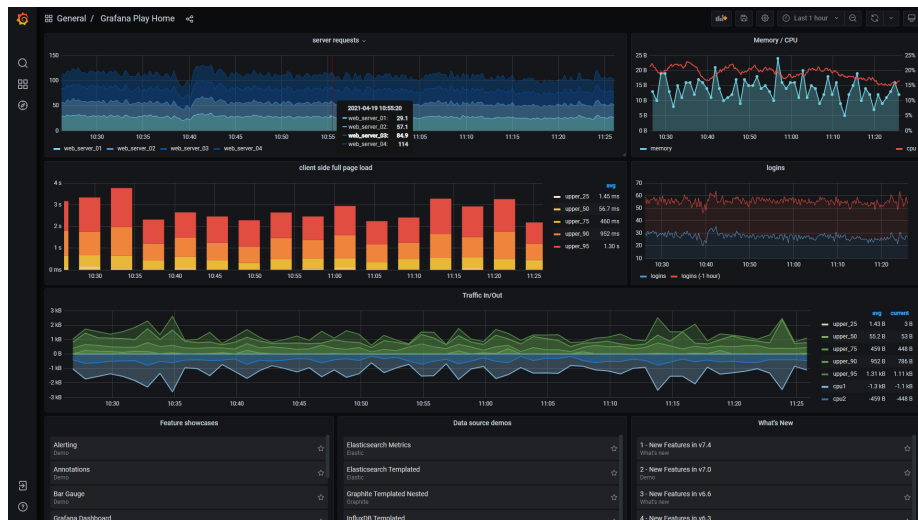 General / Grafana Play Home
Last 1 hour
server requests
150
100
50
0
10:30 10:35 10:40 10:45 10:50 10:55 11:15 11:20 11:25
2021-04-19 10:55:20
web_server_01: 29.1
web_server_02: 57.1
web_server_03: 84.9
web_server_04: 114
web_server_01 web_server_02 web_server_03 web_server_04
Memory / CPU
25 B 25%
20 B 20%
15 B
10 B
5 B 5%
0 B 0%
10:30 10:40 10:50 11:00 11:10 11:20
memory cpu
client side full page load
4 s
3 s
2 s
1 s
0 ms
10:30 10:35 10:40 10:45 10:50 10:55 11:00 11:05 11:10 11:15 11:20 11:25
avg
upper_25 1.45 ms
upper_50 56.7 ms
upper_75 460 ms
upper_90 952 ms
upper_95 1.30 s
logins
70
60
50
40
30
20
10
10:30 10:40 10:50 11:00 11:10 11:20
logins logins (-1 hour)
Traffic In/Out
3 kB
2 kB
1 kB
0 B
-1 kB
-2 kB
-3 kB
10:30 10:35 10:40 10:45 10:50 10:55 11:00 11:05 11:10 11:15 11:20 11:25
avg current
upper_25 1.43 B 3 B
upper_50 55.2 B 53 B
upper_75 459 B 448 B
upper_90 952 B 786 B
upper_95 1.31 kB 1.11 kB
cpu1 -1.3 kB -1.1 kB
cpu2 -459 B -448 B
Feature showcases
Alerting
Demo
Annotations
Demo
Bar Gauge
Demo
Grafana Dashboard
Data source demos
Elasticsearch Metrics
Elastic
Elasticsearch Templated
Elastic
Graphite Templated Nested
Graphite
InfluxDB Templated
What's New
1 - New Features in v7.4
What's new
2 - New Features in v7.0
Demo
3 - New Features in v6.6
What's new
4 - New Features in v6.3